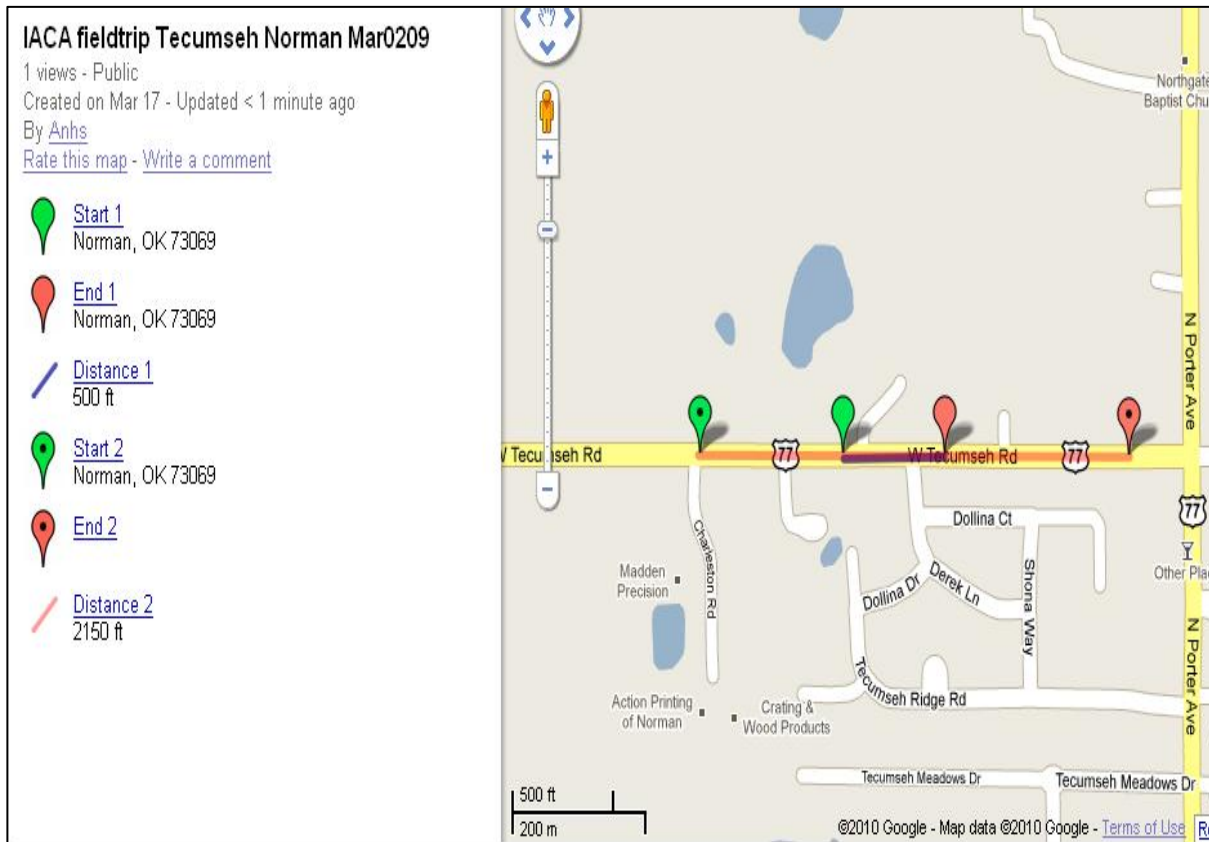 IACA fieldtrip Tecumseh Norman Mar0209
1 views - Public
Created on Mar 17 - Updated < 1 minute ago
By Anhs
Rate this map - Write a comment
Start 1
Norman, OK 73069
End 1
Norman, OK 73069
Distance 1
500 ft
Start 2
Norman, OK 73069
End 2
Distance 2
2150 ft
Northgate
Baptist Chu
N Porter Ave
W Tecumseh Rd
77
W Tecumseh Rd
77
77
Dollina Ct
Other Plac
Charleston Rd
Madden
Precision
Dollina Dr
Derek Ln
Shona Way
N Porter Ave
Tecumseh Ridge Rd
Action Printing
of Norman
Crating &
Wood Products
Tecumseh Meadows Dr
Tecumseh Meadows Dr
500 ft
200 m
©2010 Google - Map data ©2010 Google - Terms of Use